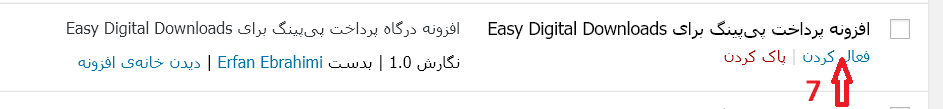 افزونه پرداخت پی‌پینگ برای Easy Digital Downloads
فعال کردن | پاک کردن
افزونه درگاه پرداخت پی‌پینگ برای Easy Digital Downloads
نگارش 1.0 | بدست Erfan Ebrahimi | دیدن خانه‌ی افزونه
7